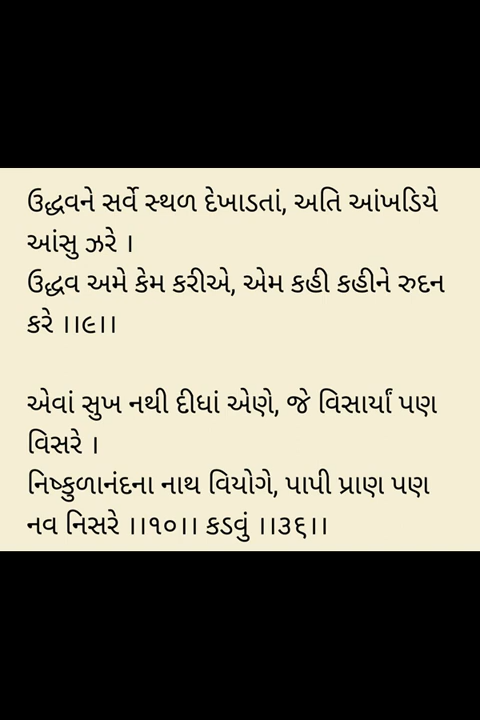 ઉદ્ધવને સર્વે સ્થળ દેખાડતાં, અતિ આંખડિયે
આંસુ ઝરે ।
ઉદ્ધવ અમે કેમ કરીએ, એમ કહી કહીને રુદન
કરે ।।૯।।
એવાં સુખ નથી દીધાં એણે, જે વિસાર્યાં પણ
વિસરે ।
નિષ્કુળાનંદના નાથ વિયોગે, પાપી પ્રાણ પણ
નવ નિસરે ।।૧૦।। કડવું ।।૩૬।।